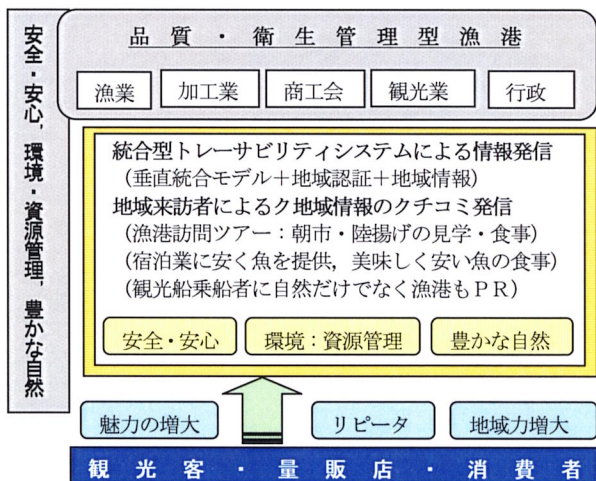 品質・衛生管理型漁港
漁業
加工業
商工会
観光業
行政
安全・安心，環境・資源管理，豊かな自然
統合型トレーサビリティシステムによる情報発信
（垂直統合モデル＋地域認証＋地域情報）
地域来訪者によるク地域情報のクチコミ発信
（漁港訪問ツアー：朝市・陸揚げの見学・食事）
（宿泊業に安く魚を提供，美味しく安い魚の食事）
（観光船乗船者に自然だけでなく漁港もＰＲ）
安全・安心
環境：資源管理
豊かな自然
魅力の増大
リピータ
地域力増大
観光客・量販店・消費者